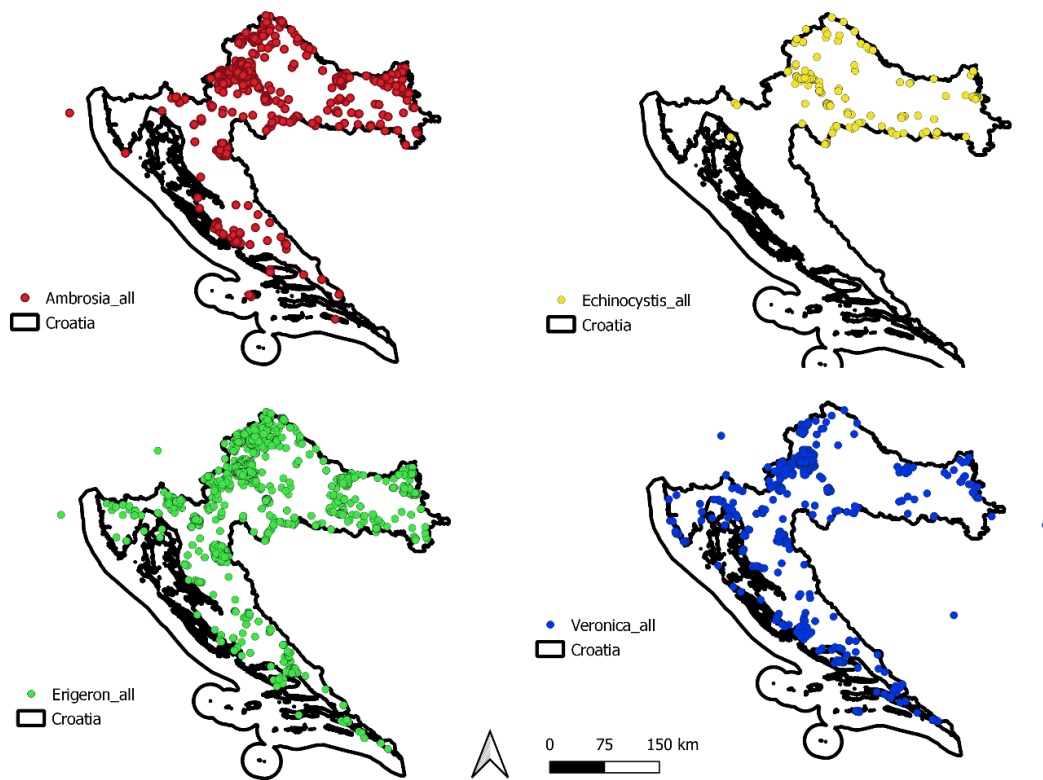 Ambrosia_all
Croatia
Echinocystis_all
Croatia
Erigeron_all
Croatia
Veronica_all
Croatia
0 75 150 km